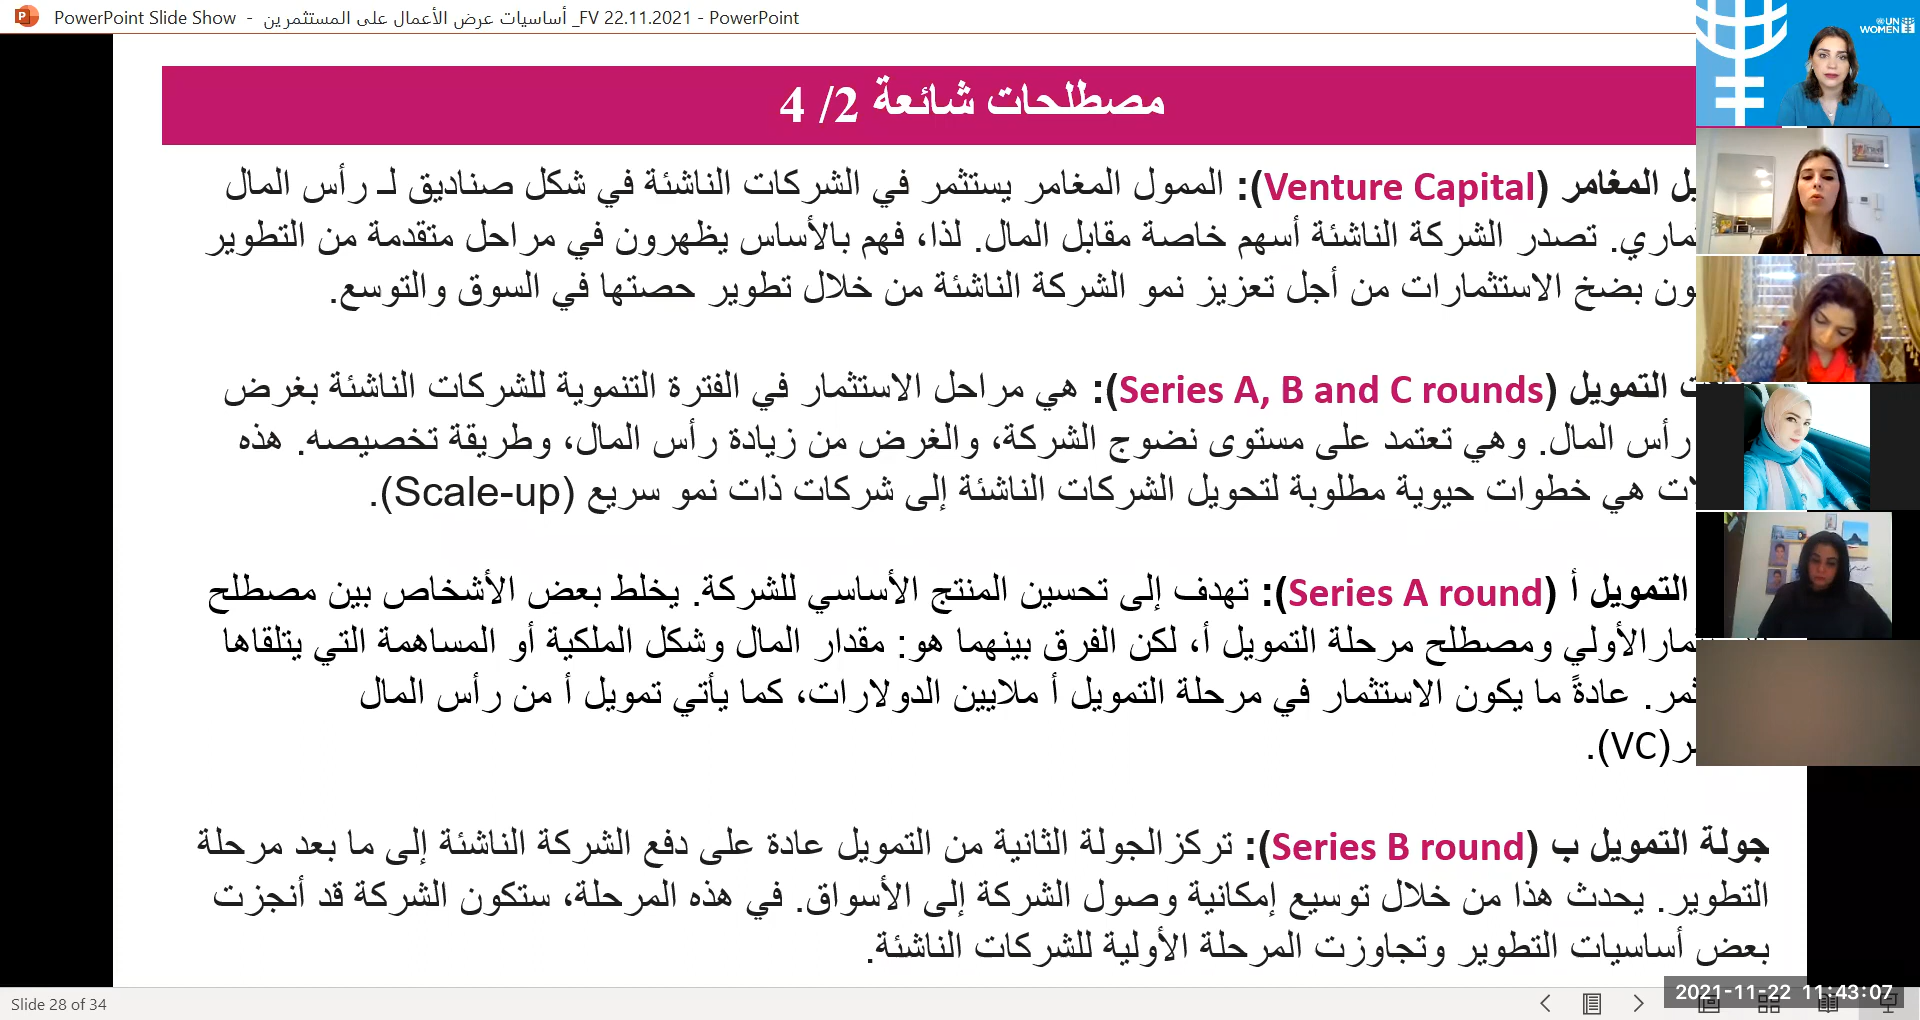 PowerPoint Slide Show - أساسيات عرض الأعمال على المستثمرين _FV 22.11.2021 - PowerPoint
UN
WOMEN
مصطلحات شائعة 2/ 4
المغامر (Venture Capital): الممول المغامر يستثمر في الشركات الناشئة في شكل صناديق لـ رأس المال
تصدر الشركة الناشئة أسهم خاصة مقابل المال. لذا، فهم بالأساس يظهرون في مراحل متقدمة من التطوير
بضخ الاستثمارات من أجل تعزيز نمو الشركة الناشئة من خلال تطوير حصتها في السوق والتوسع.
التمويل (Series A, B and C rounds): هي مراحل الاستثمار في الفترة التنموية للشركات الناشئة بغرض
رأس المال. وهي تعتمد على مستوى نضوج الشركة، والغرض من زيادة رأس المال، وطريقة تخصيصه. هذه
هي خطوات حيوية مطلوبة لتحويل الشركات الناشئة إلى شركات ذات نمو سريع (Scale-up).
التمويل أ (Series A round): تهدف إلى تحسين المنتج الأساسي للشركة. يخلط بعض الأشخاص بين مصطلح
الأولي ومصطلح مرحلة التمويل أ، لكن الفرق بينهما هو: مقدار المال وشكل الملكية أو المساهمة التي يتلقاها
عادةً ما يكون الاستثمار في مرحلة التمويل أ ملايين الدولارات، كما يأتي تمويل أ من رأس المال
(VC).
جولة التمويل ب (Series B round): تركزالجولة الثانية من التمويل عادة على دفع الشركة الناشئة إلى ما بعد مرحلة
التطوير. يحدث هذا من خلال توسيع إمكانية وصول الشركة إلى الأسواق. في هذه المرحلة، ستكون الشركة قد أنجزت
بعض أساسيات التطوير وتجاوزت المرحلة الأولية للشركات الناشئة.
Slide 28 of 34
2021-11-22 11:43:07